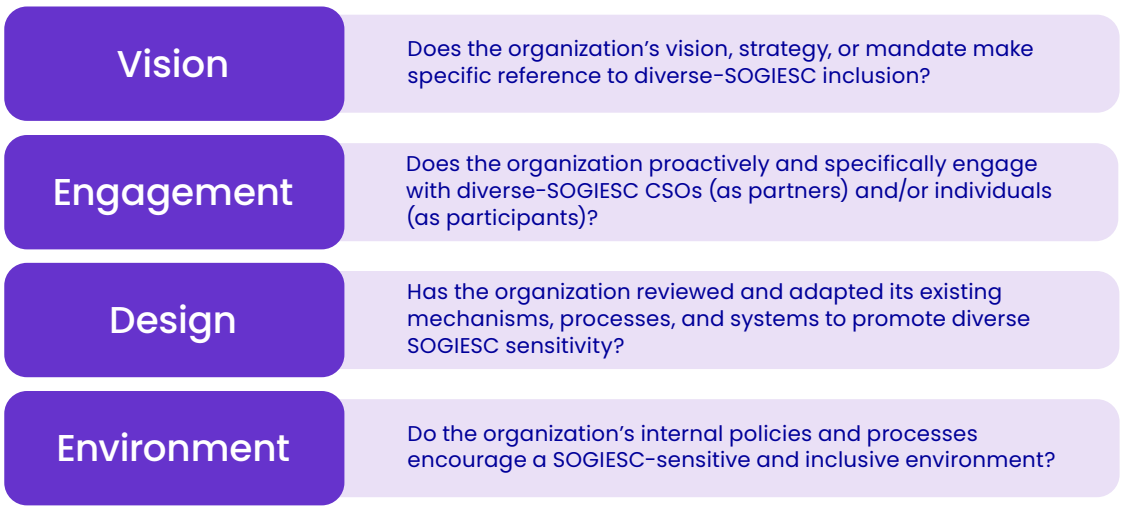 Vision
Does the organization’s vision, strategy, or mandate make
specific reference to diverse-SOGIESC inclusion?
Engagement
Does the organization proactively and specifically engage
with diverse-SOGIESC CSOs (as partners) and/or individuals
(as participants)?
Design
Has the organization reviewed and adapted its existing
mechanisms, processes, and systems to promote diverse
SOGIESC sensitivity?
Environment
Do the organization’s internal policies and processes
encourage a SOGIESC-sensitive and inclusive environment?